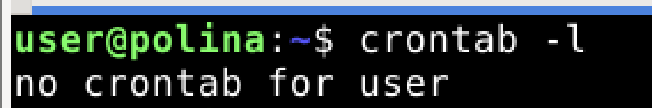 user@polina:~$ crontab -l
no crontab for user